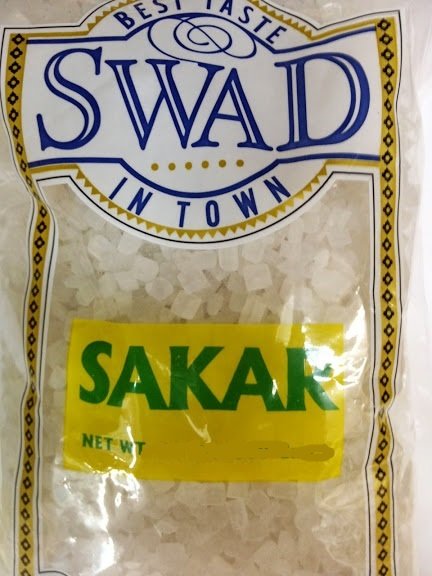 BEST TASTE
SWAD
IN TOWN
SAKAR
NET WT